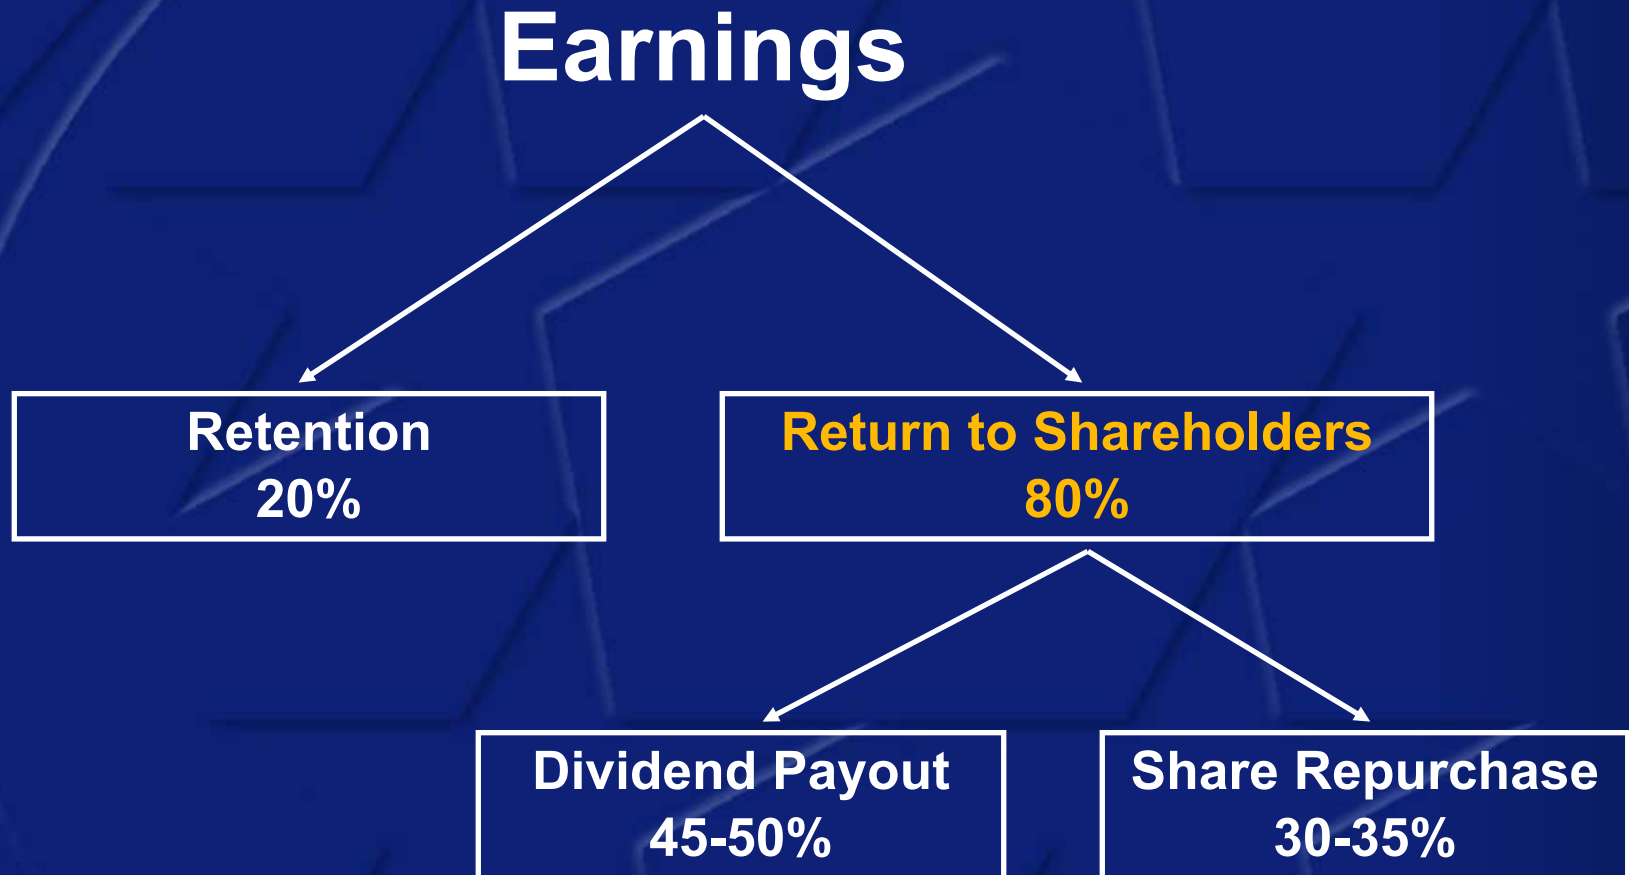 Earnings
Retention
20%
Return to Shareholders
80%
Dividend Payout
45-50%
Share Repurchase
30-35%